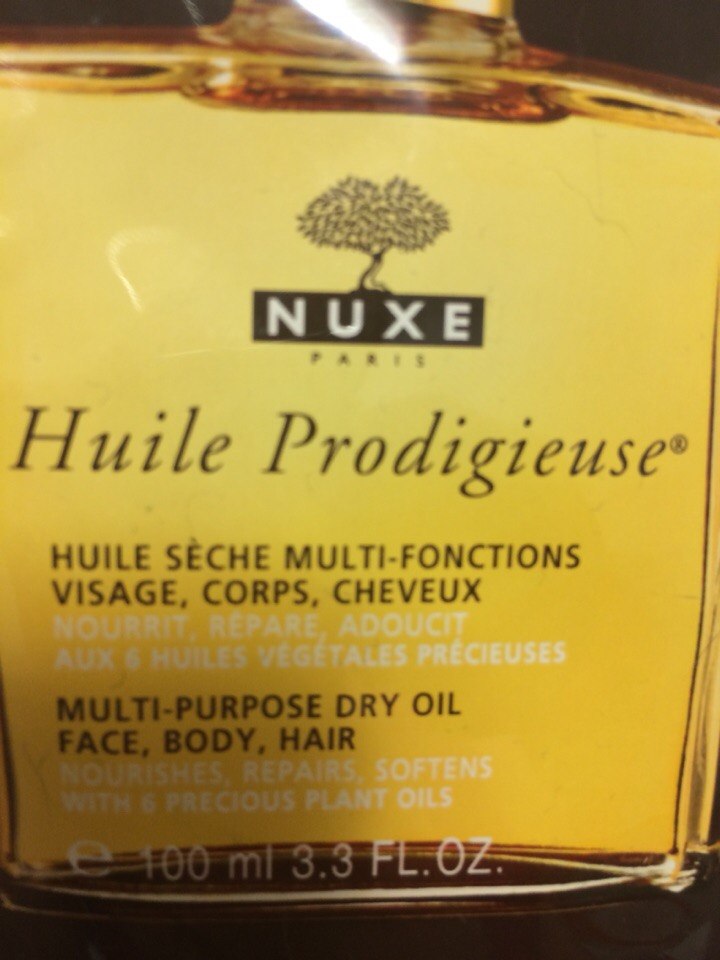 NUXE
PARIS
Huile Prodigieuse®
HUILE SÈCHE MULTI-FONCTIONS
VISAGE, CORPS, CHEVEUX
NOURRIT, RÉPARE, ADOUCIT
AUX 6 HUILES VÉGÉTALES PRÉCIEUSES
MULTI-PURPOSE DRY OIL
FACE, BODY, HAIR
NOURISHES, REPAIRS, SOFTENS
WITH 6 PRECIOUS PLANT OILS
℮ 100 ml 3.3 FL.OZ.